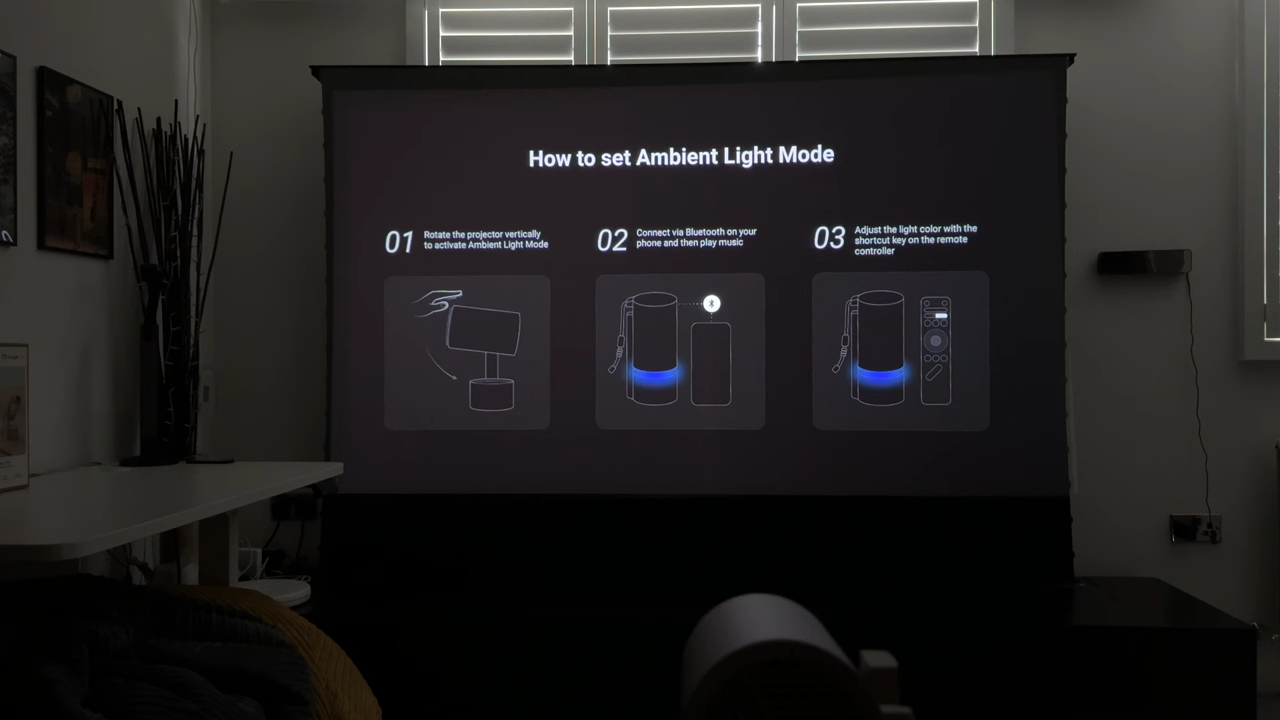 How to set Ambient Light Mode
01
Rotate the projector vertically
to activate Ambient Light Mode
02
Connect via Bluetooth on your
phone and then play music
03
Adjust the light color with the
shortcut key on the remote
controller